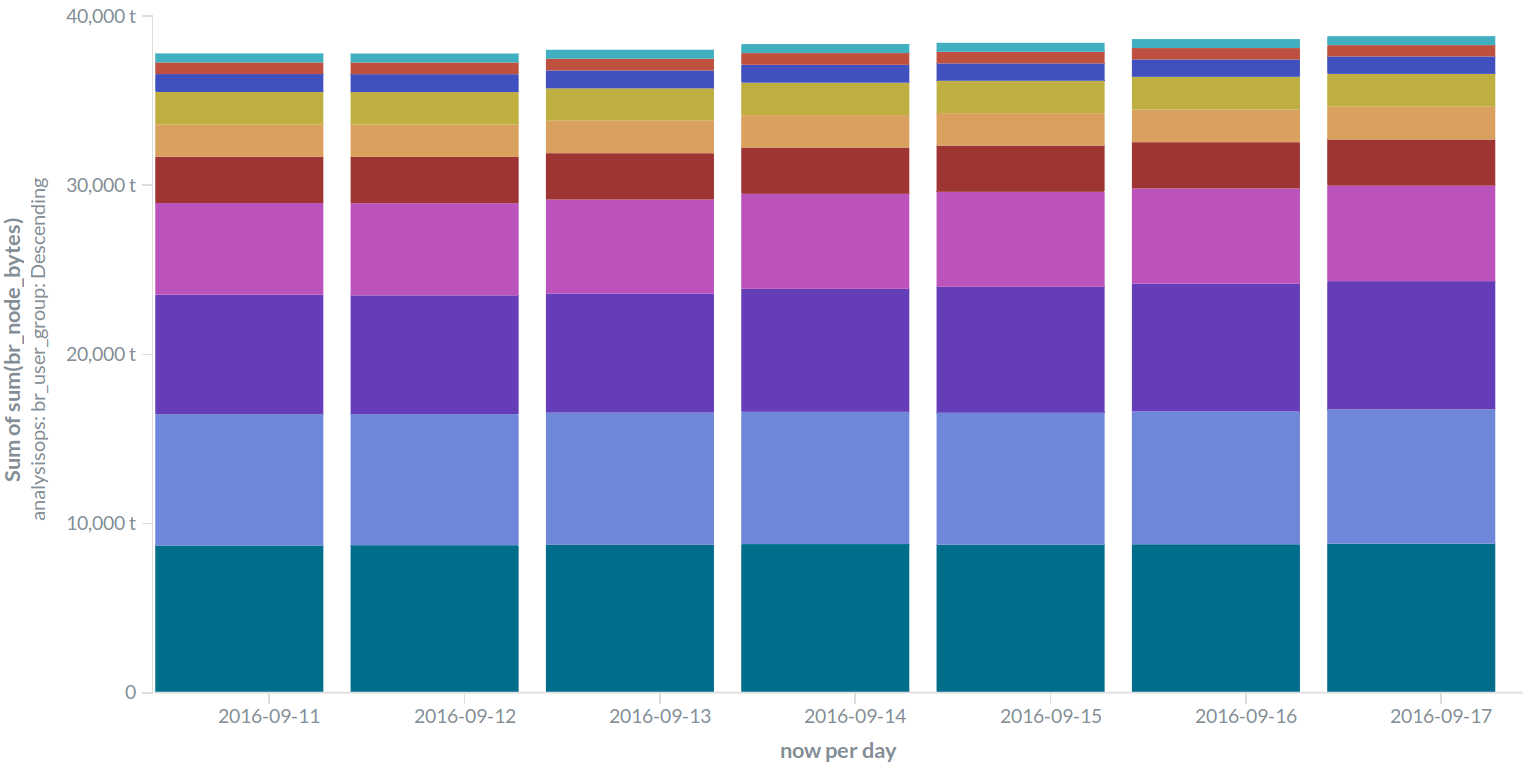 40,000 t
30,000 t
20,000 t
10,000 t
0
Sum of sum(br_node_bytes)
analysisops: br_user_group: Descending
2016-09-11
2016-09-12
2016-09-13
2016-09-14
2016-09-15
2016-09-16
2016-09-17
now per day